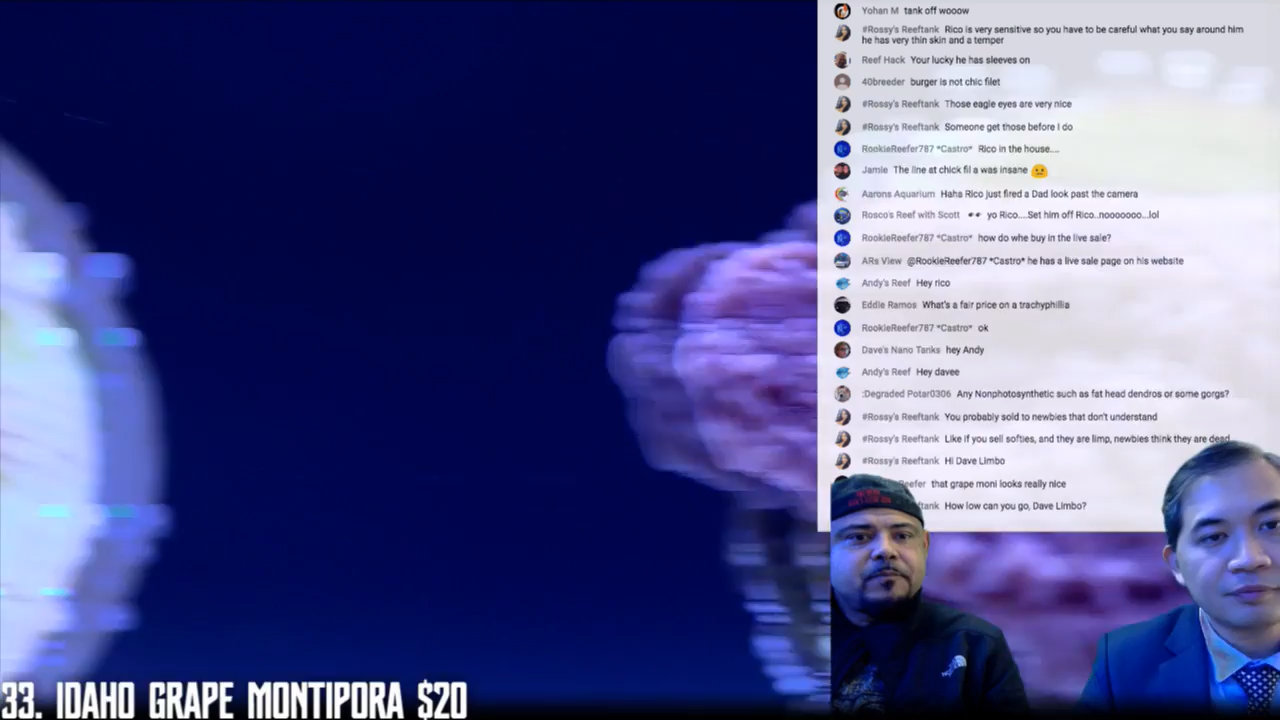 Yohan M tank off wooow
#Rossy's Reeftank Rico is very sensitive so you have to be careful what you say around him
he has very thin skin and a temper
Reef Hack Your lucky he has sleeves on
40breeder burger is not chic filet
#Rossy's Reeftank Those eagle eyes are very nice
#Rossy's Reeftank Someone get those before I do
RookieReefer787 *Castro* Rico in the house....
Jamie The line at chick fil a was insane
Aarons Aquarium Haha Rico just fired a Dad look past the camera
Rosco's Reef with Scott yo Rico....Set him off Rico..nooooooo...lol
RookieReefer787 *Castro* how do whe buy in the live sale?
ARs View @RookieReefer787 *Castro* he has a live sale page on his website
Andy's Reef Hey rico
Eddie Ramos What's a fair price on a trachyphillia
RookieReefer787 *Castro* ok
Dave's Nano Tanks hey Andy
Andy's Reef Hey davee
:Degraded Potar0306 Any Nonphotosynthetic such as fat head dendros or some gorgs?
#Rossy's Reeftank You probably sold to newbies that don't understand
#Rossy's Reeftank Like if you sell softies, and they are limp, newbies think they are dead
#Rossy's Reeftank Hi Dave Limbo
Reefer that grape moni looks really nice
tank How low can you go, Dave Limbo?
33. IDAHO GRAPE MONTIPORA $20